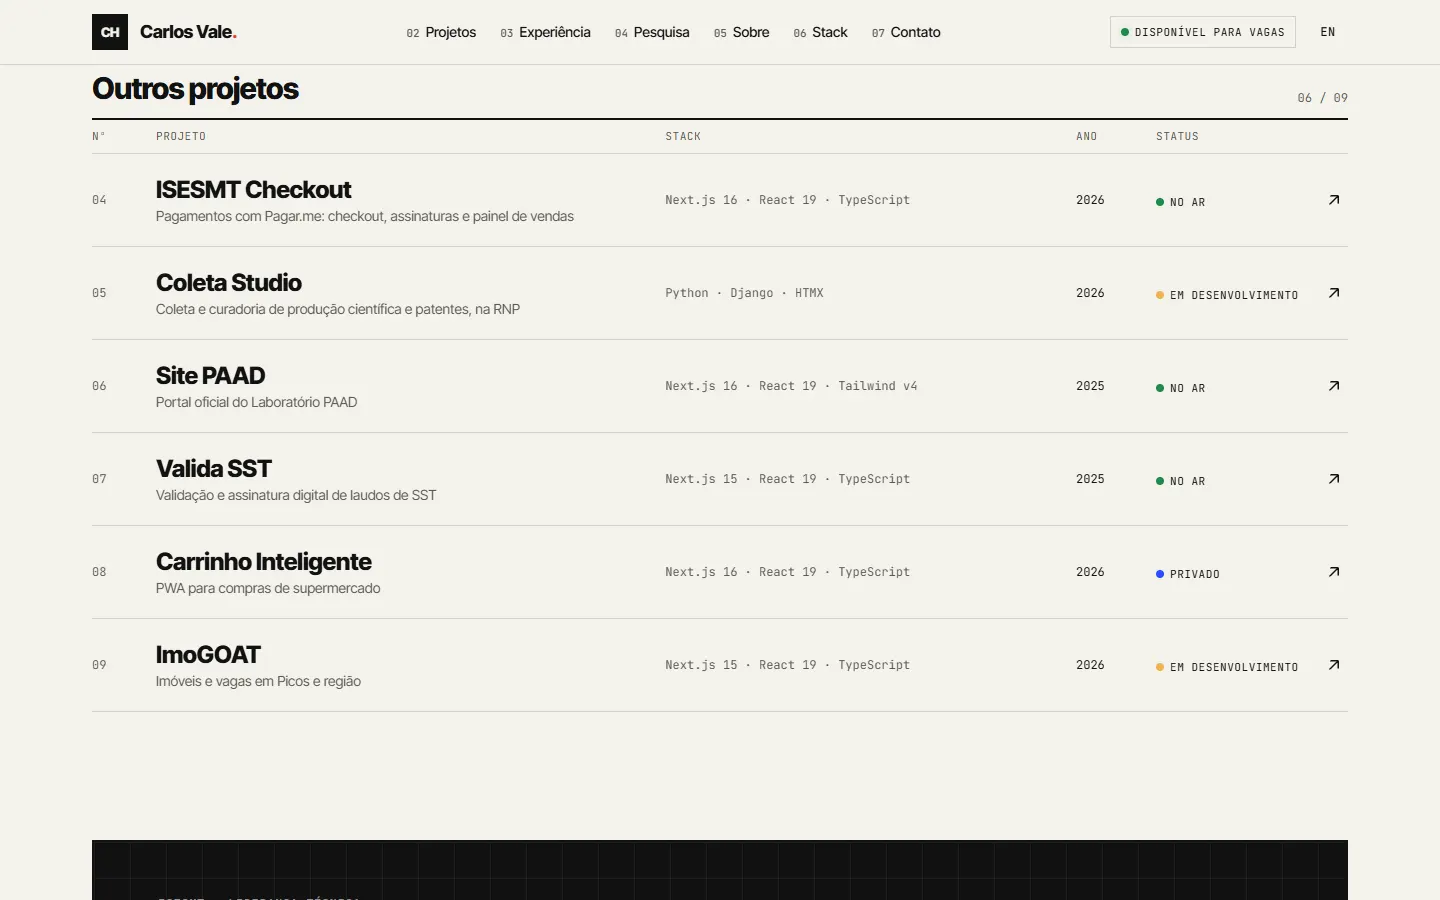 CH Carlos Vale. 02 Projetos 03 Experiência 04 Pesquisa 05 Sobre 06 Stack 07 Contato DISPONÍVEL PARA VAGAS EN
Outros projetos 06 / 09
N° PROJETO STACK ANO STATUS
04 ISESMT Checkout Next.js 16 · React 19 · TypeScript 2026 NO AR
Pagamentos com Pagar.me: checkout, assinaturas e painel de vendas
05 Coleta Studio Python · Django · HTMX 2026 EM DESENVOLVIMENTO
Coleta e curadoria de produção científica e patentes, na RNP
06 Site PAAD Next.js 16 · React 19 · Tailwind v4 2025 NO AR
Portal oficial do Laboratório PAAD
07 Valida SST Next.js 15 · React 19 · TypeScript 2025 NO AR
Validação e assinatura digital de laudos de SST
08 Carrinho Inteligente Next.js 16 · React 19 · TypeScript 2026 PRIVADO
PWA para compras de supermercado
09 ImoGOAT Next.js 15 · React 19 · TypeScript 2026 EM DESENVOLVIMENTO
Imóveis e vagas em Picos e região